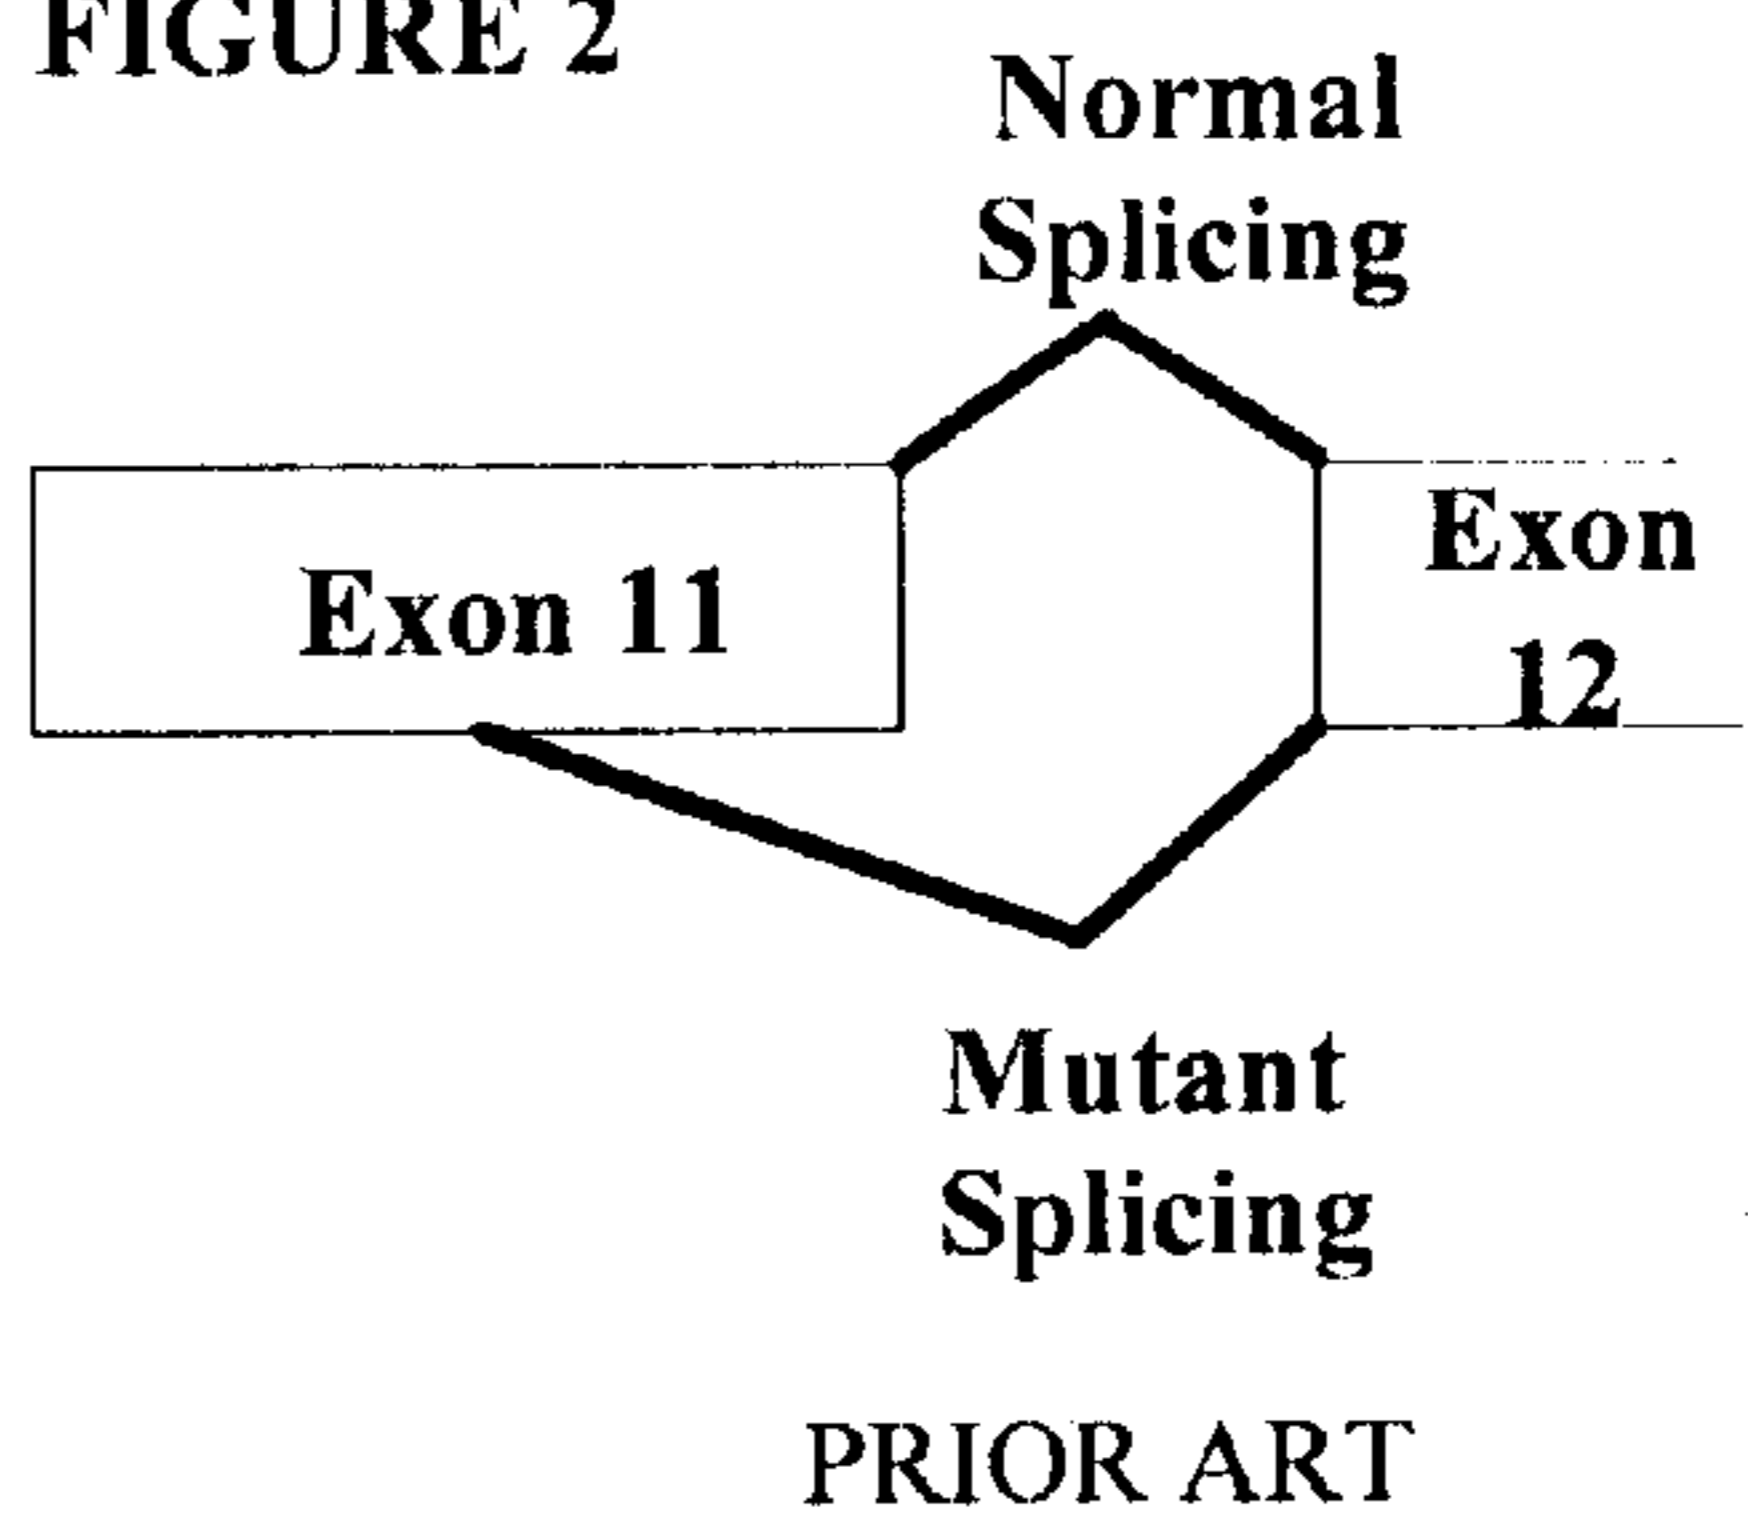 FIGURE 2
Normal
Splicing
Exon 11
Exon
12
Mutant
Splicing
PRIOR ART